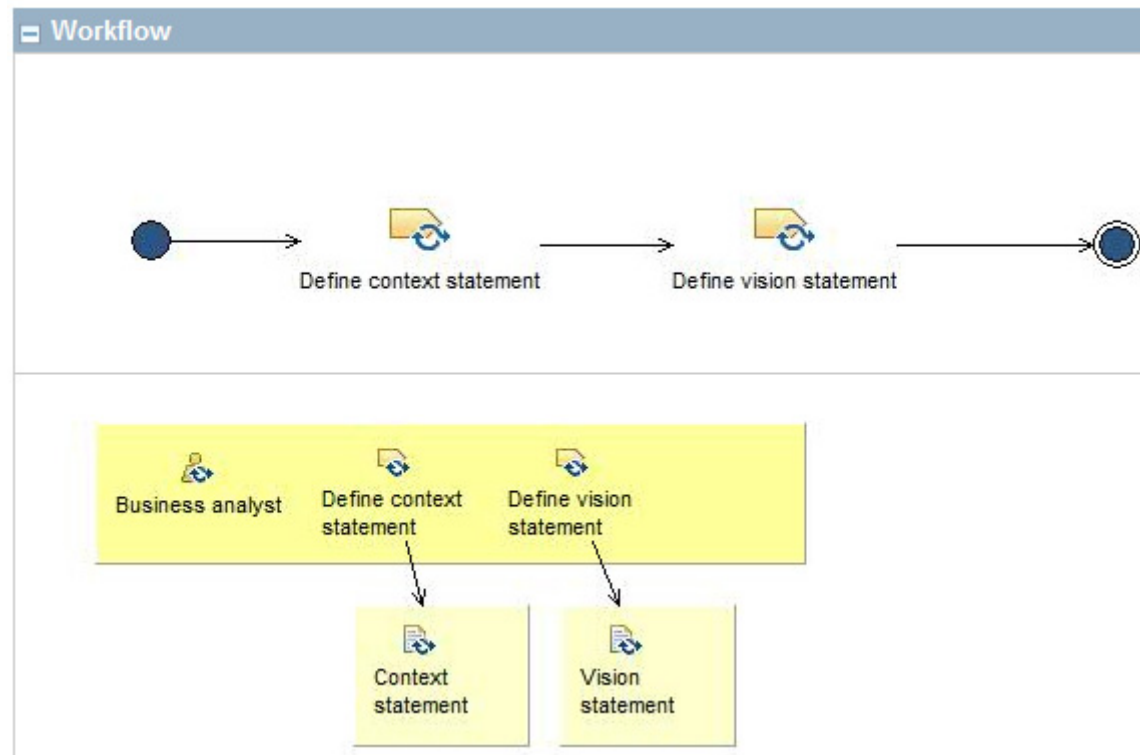 Workflow
Define context statement
Define vision statement
Business analyst
Define context
statement
Define vision
statement
Context
statement
Vision
statement